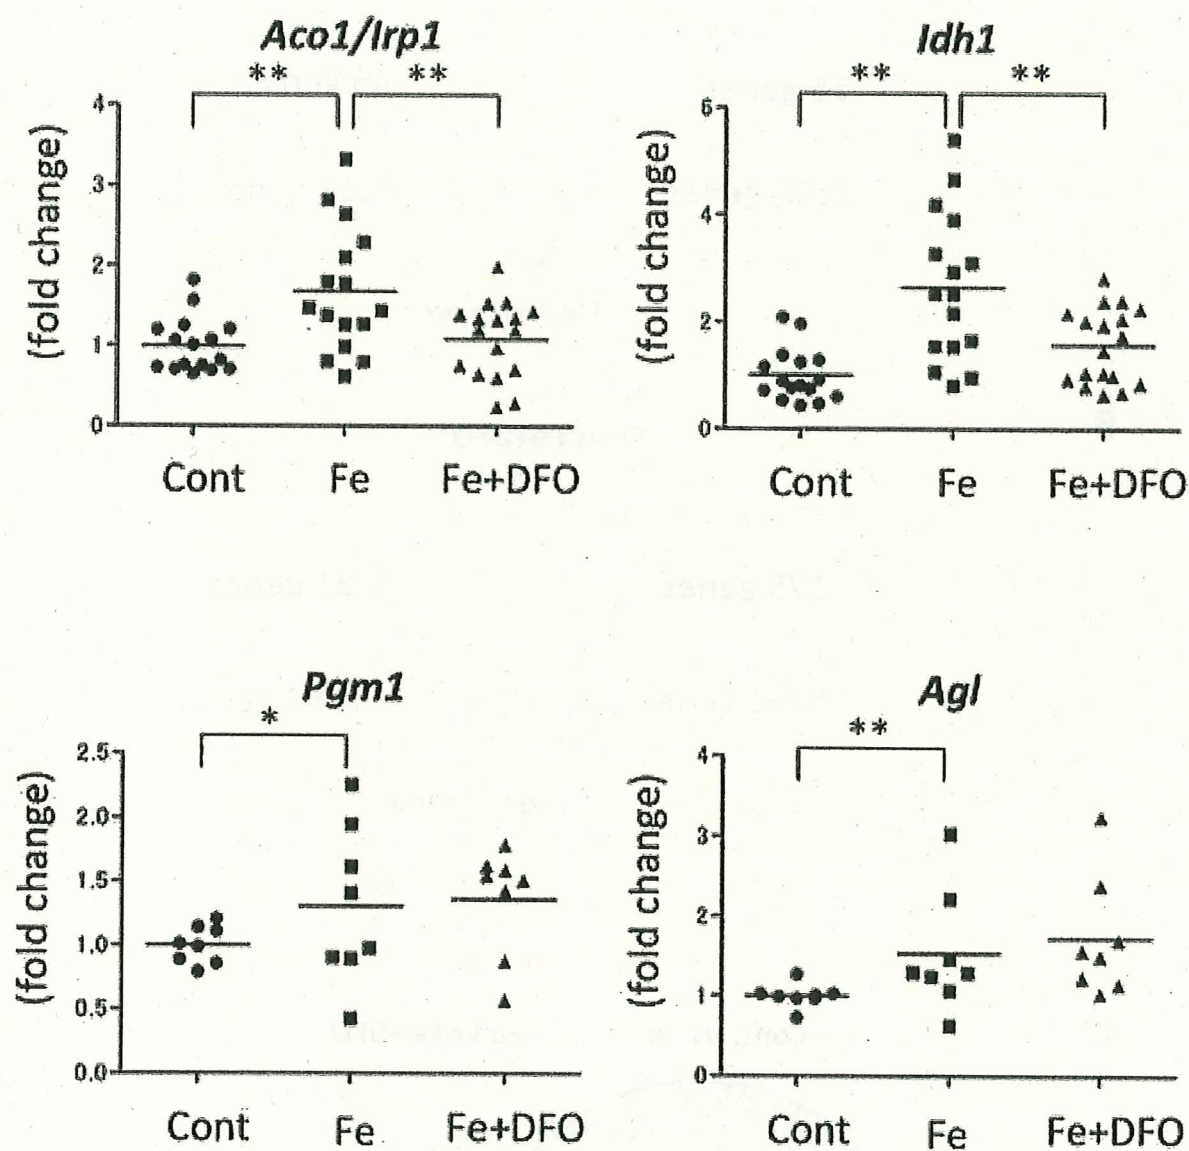 Aco1/Irp1
** **
(fold change)
4
3
2
1
0
Cont Fe Fe+DFO
Idh1
** **
(fold change)
6
4
2
0
Cont Fe Fe+DFO
Pgm1
*
(fold change)
2.5
2.0
1.5
1.0
0.5
0.0
Cont Fe Fe+DFO
Agl
**
(fold change)
4
3
2
1
0
Cont Fe Fe+DFO
175 genes